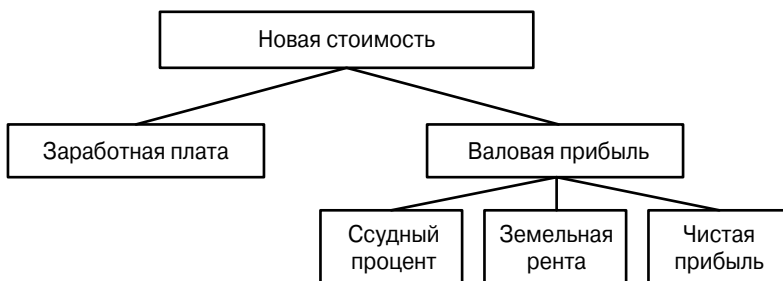 Новая стоимость
Заработная плата
Валовая прибыль
Ссудный
процент
Земельная
рента
Чистая
прибыль